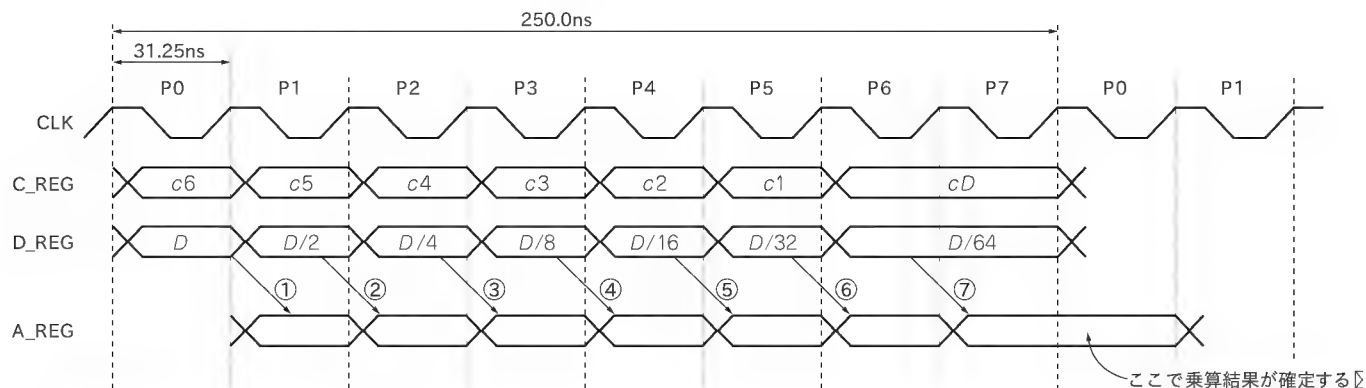 250.0ns
31.25ns
P0 P1 P2 P3 P4 P5 P6 P7 P0 P1
CLK
C_REG c6 c5 c4 c3 c2 c1 cD
D_REG D D/2 D/4 D/8 D/16 D/32 D/64
① ② ③ ④ ⑤ ⑥ ⑦
A_REG
ここで乗算結果が確定する